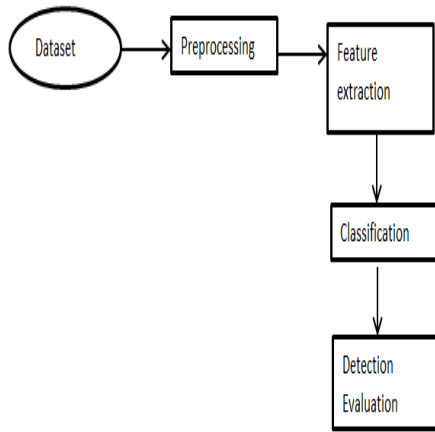 Dataset
Preprocessing
Feature
extraction
Classification
Detection
Evaluation